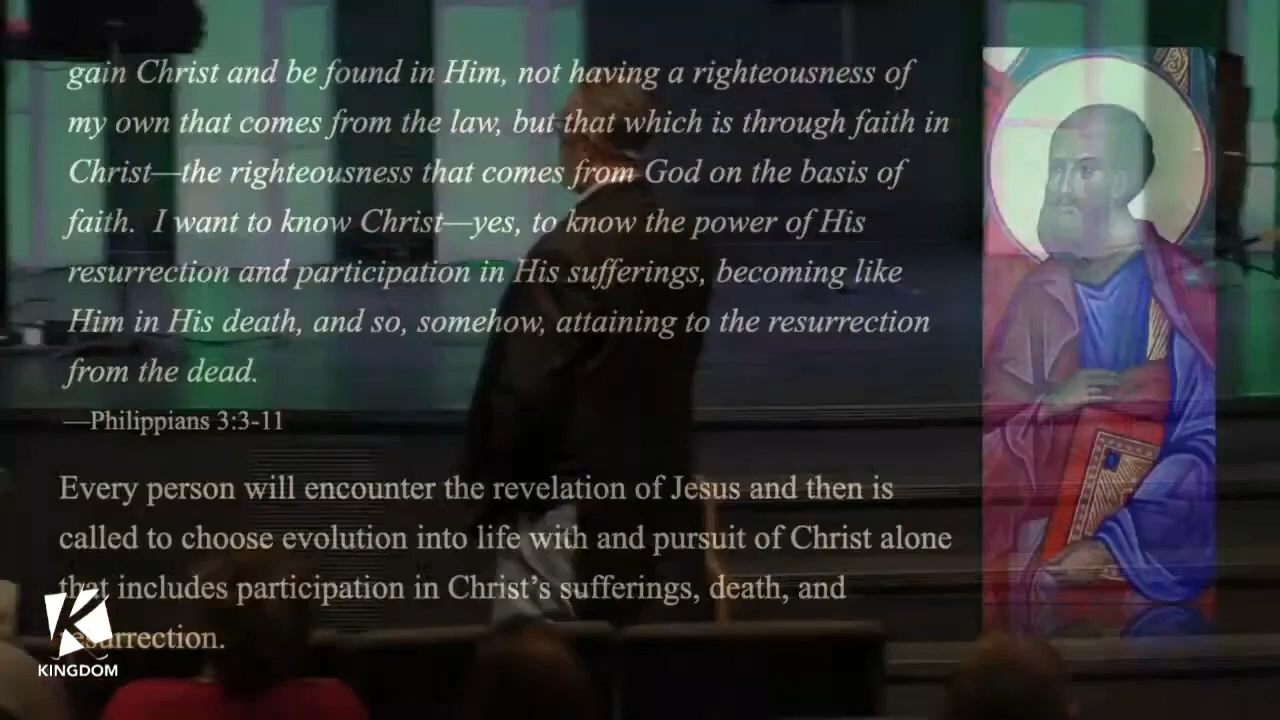 gain Christ and be found in Him, not having a righteousness of
my own that comes from the law, but that which is through faith in
Christ—the righteousness that comes from God on the basis of
faith.  I want to know Christ—yes, to know the power of His
resurrection and participation in His sufferings, becoming like
Him in His death, and so, somehow, attaining to the resurrection
from the dead.
—Philippians 3:3-11
Every person will encounter the revelation of Jesus and then is
called to choose evolution into life with and pursuit of Christ alone
that includes participation in Christ’s sufferings, death, and
resurrection.
KINGDOM